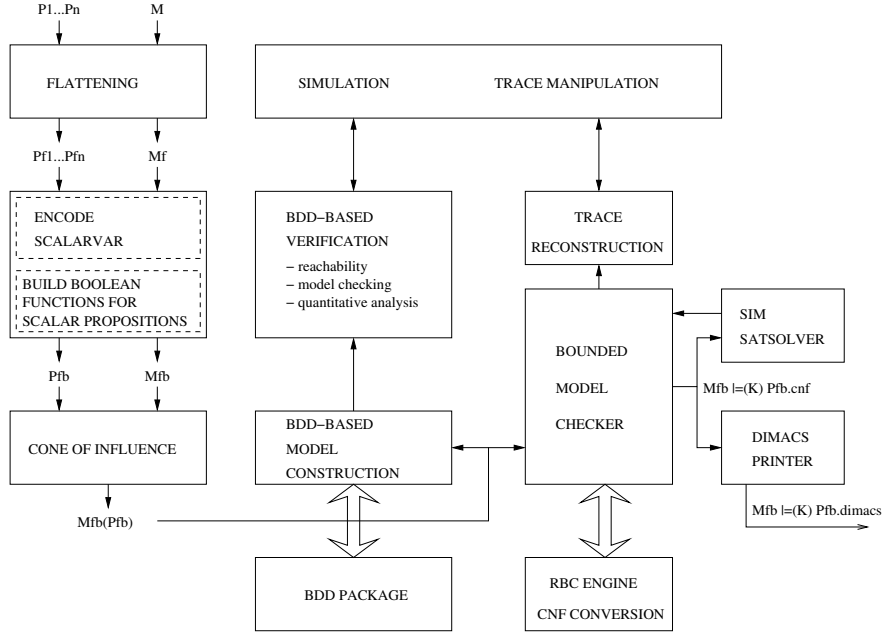 P1...Pn
M
FLATTENING
Pf1...Pfn
Mf
ENCODE
SCALARVAR
BUILD BOOLEAN
FUNCTIONS FOR
SCALAR PROPOSITIONS
Pfb
Mfb
CONE OF INFLUENCE
Mfb(Pfb)
SIMULATION
TRACE MANIPULATION
BDD−BASED
VERIFICATION
− reachability
− model checking
− quantitative analysis
BDD−BASED
MODEL
CONSTRUCTION
BDD PACKAGE
TRACE
RECONSTRUCTION
BOUNDED
MODEL
CHECKER
RBC ENGINE
CNF CONVERSION
SIM
SATSOLVER
Mfb |=(K) Pfb.cnf
DIMACS
PRINTER
Mfb |=(K) Pfb.dimacs